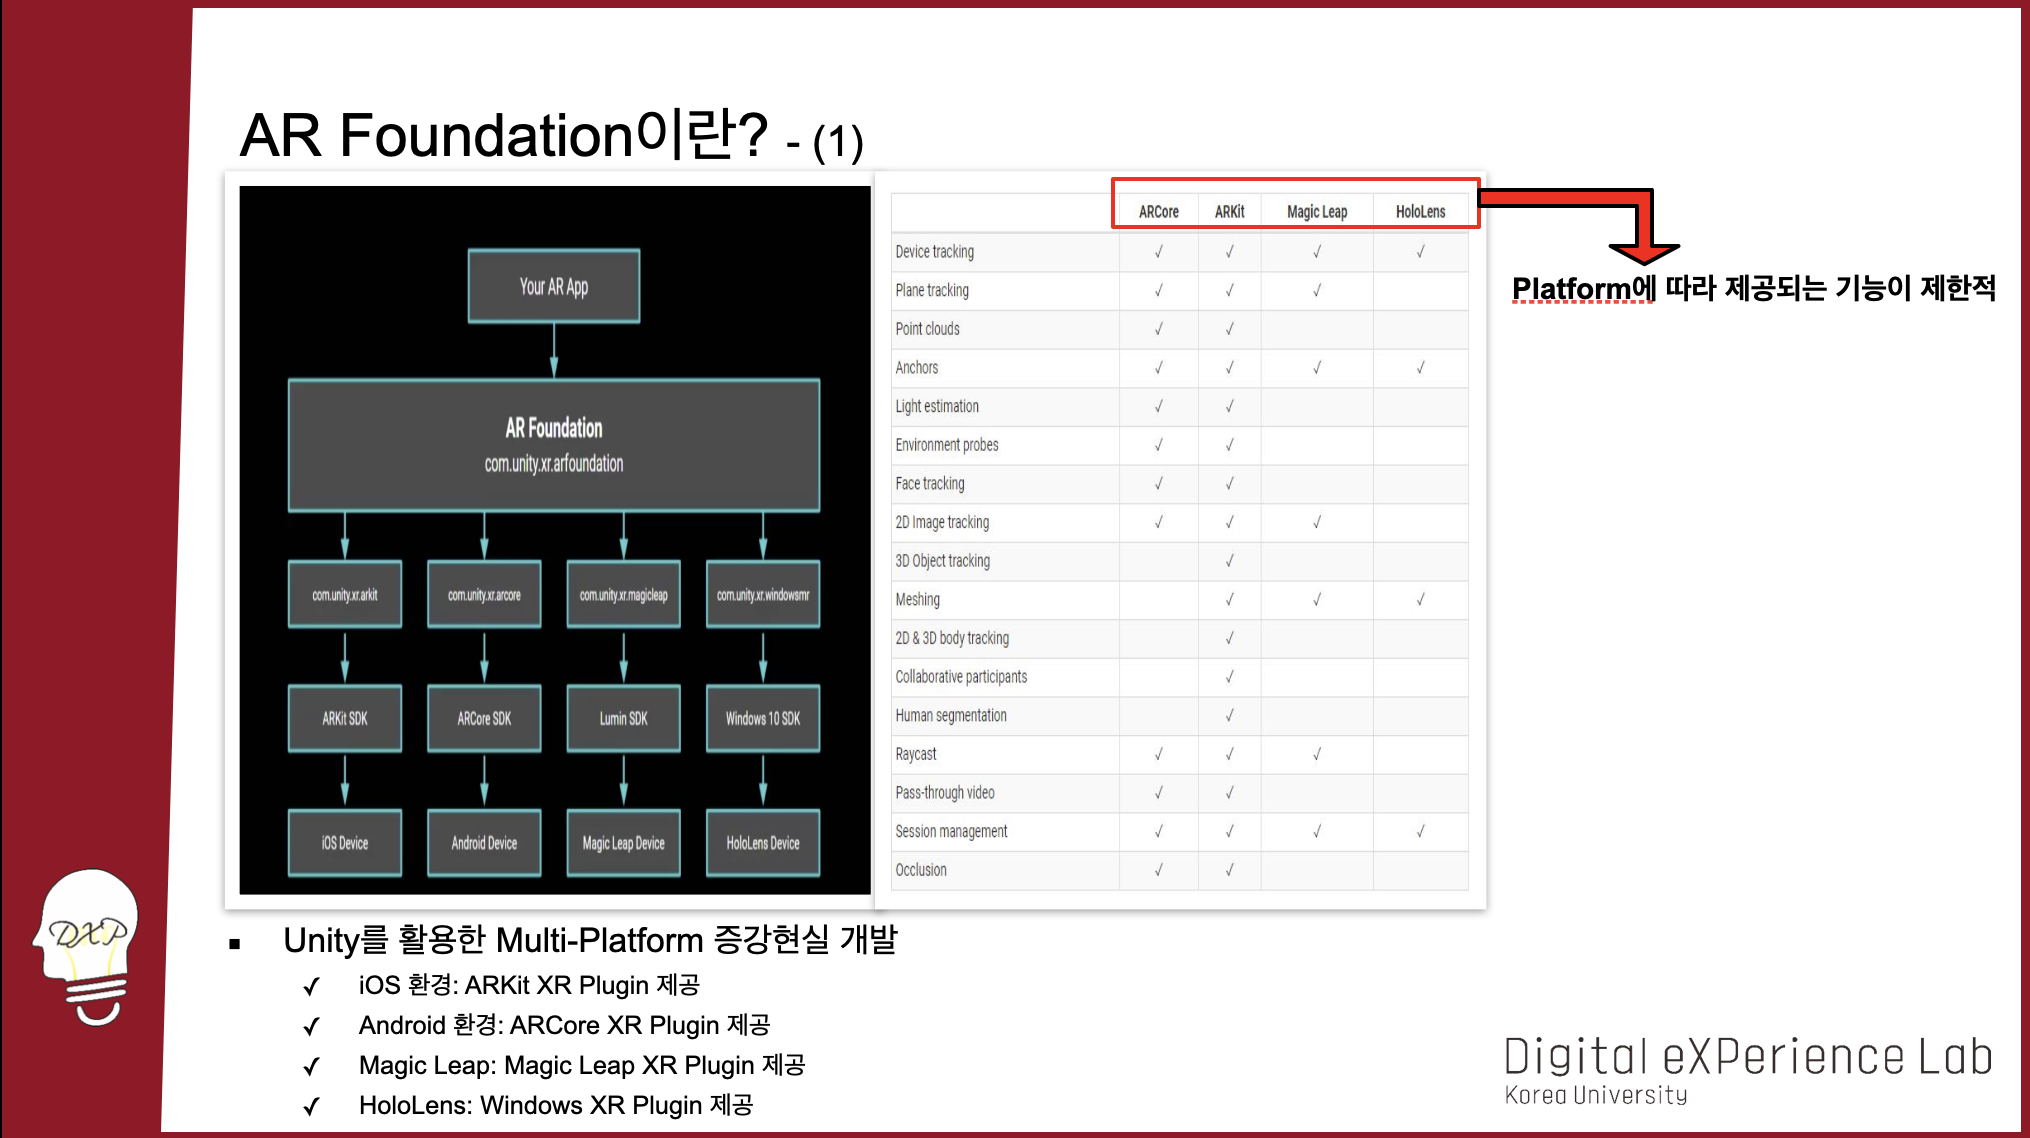 AR Foundation이란? - (1)
Your AR App
AR Foundation
com.unity.xr.arfoundation
com.unity.xr.arkit com.unity.xr.arcore com.unity.xr.magicleap com.unity.xr.windowsmr
ARKit SDK ARCore SDK Lumin SDK Windows 10 SDK
iOS Device Android Device Magic Leap Device HoloLens Device
ARCore ARKit Magic Leap HoloLens
Device tracking ✓ ✓ ✓ ✓
Plane tracking ✓ ✓ ✓
Point clouds ✓ ✓
Anchors ✓ ✓ ✓ ✓
Light estimation ✓ ✓
Environment probes ✓ ✓
Face tracking ✓ ✓
2D Image tracking ✓ ✓ ✓
3D Object tracking ✓
Meshing ✓ ✓ ✓
2D & 3D body tracking ✓
Collaborative participants ✓
Human segmentation ✓
Raycast ✓ ✓ ✓
Pass-through video ✓ ✓
Session management ✓ ✓ ✓ ✓
Occlusion ✓ ✓
Platform에 따라 제공되는 기능이 제한적
▪ Unity를 활용한 Multi-Platform 증강현실 개발
✓ iOS 환경: ARKit XR Plugin 제공
✓ Android 환경: ARCore XR Plugin 제공
✓ Magic Leap: Magic Leap XR Plugin 제공
✓ HoloLens: Windows XR Plugin 제공
DXP
Digital eXPerience Lab
Korea University